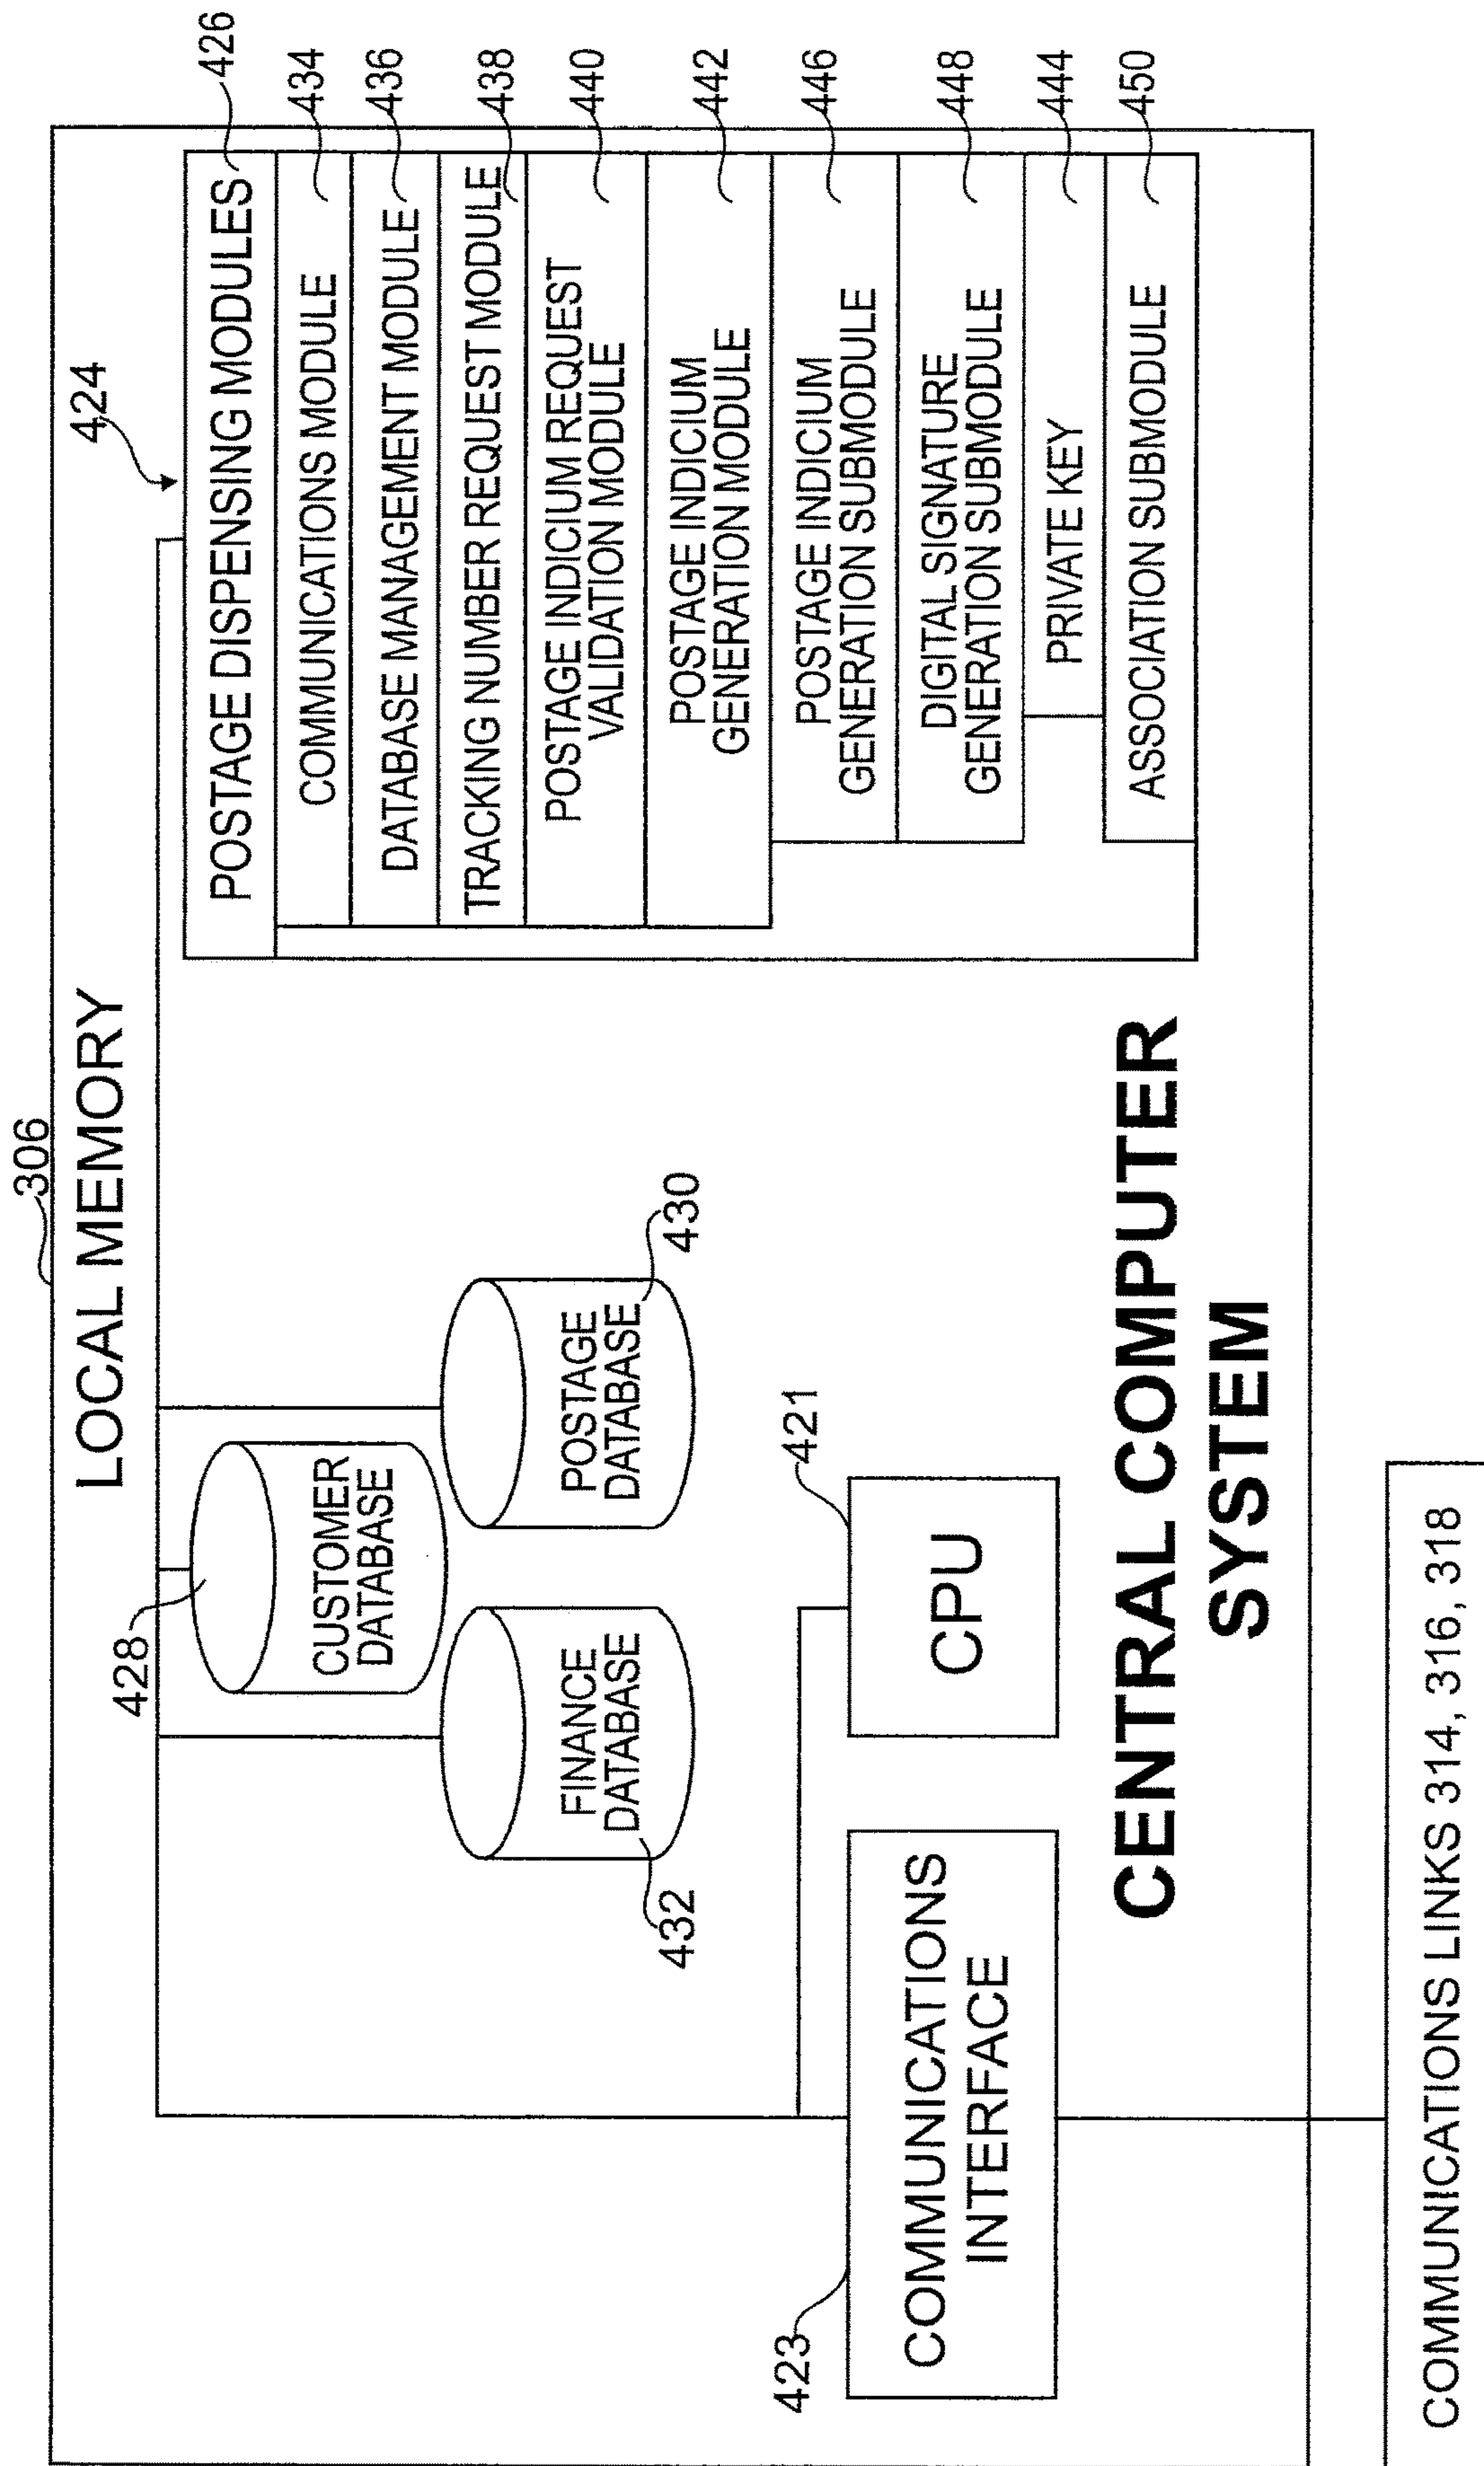 306
LOCAL MEMORY
424
POSTAGE DISPENSING MODULES
426
COMMUNICATIONS MODULE
434
DATABASE MANAGEMENT MODULE
436
TRACKING NUMBER REQUEST MODULE
438
POSTAGE INDICIUM REQUEST
VALIDATION MODULE
440
POSTAGE INDICIUM
GENERATION MODULE
442
POSTAGE INDICIUM
GENERATION SUBMODULE
446
DIGITAL SIGNATURE
GENERATION SUBMODULE
448
PRIVATE KEY
444
ASSOCIATION SUBMODULE
450
428
CUSTOMER
DATABASE
432
FINANCE
DATABASE
POSTAGE
DATABASE
430
423
COMMUNICATIONS
INTERFACE
421
CPU
CENTRAL COMPUTER
SYSTEM
COMMUNICATIONS LINKS 314, 316, 318